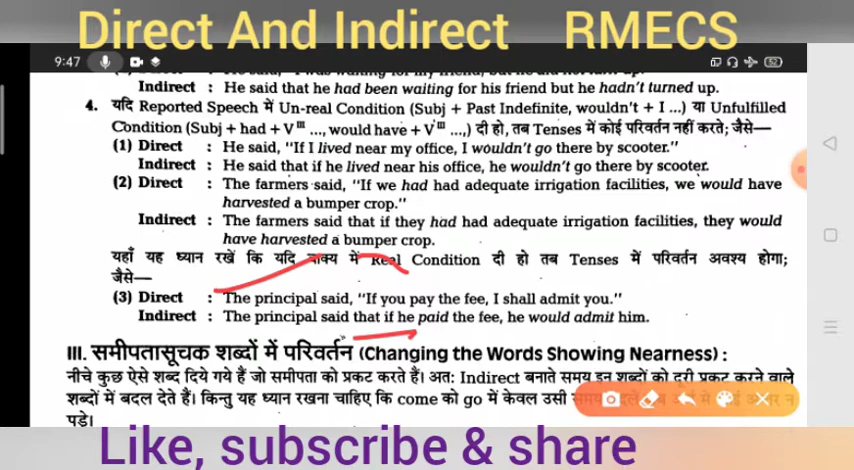 Direct And Indirect RMECS
9:47
52
Indirect : He said that he had been waiting for his friend but he hadn't turned up.
4. यदि Reported Speech में Un-real Condition (Subj + Past Indefinite, wouldn't + I ...) या Unfulfilled
Condition (Subj + had + VIII ..., would have + VIII ...,) दी हो, तब Tenses में कोई परिवर्तन नहीं करते; जैसे—
(1) Direct : He said, "If I lived near my office, I wouldn't go there by scooter."
Indirect : He said that if he lived near his office, he wouldn't go there by scooter.
(2) Direct : The farmers said, "If we had had adequate irrigation facilities, we would have
harvested a bumper crop."
Indirect : The farmers said that if they had had adequate irrigation facilities, they would
have harvested a bumper crop.
यहाँ यह ध्यान रखें कि यदि वाक्य में Real Condition दी हो तब Tenses में परिवर्तन अवश्य होगा;
जैसे—
(3) Direct : The principal said, "If you pay the fee, I shall admit you."
Indirect : The principal said that if he paid the fee, he would admit him.
III. समीपतासूचक शब्दों में परिवर्तन (Changing the Words Showing Nearness) :
नीचे कुछ ऐसे शब्द दिये गये हैं जो समीपता को प्रकट करते हैं। अतः Indirect बनाते समय इन शब्दों को दूरी प्रकट करने वाले
शब्दों में बदल देते हैं। किन्तु यह ध्यान रखना चाहिए कि come को go में केवल उसी
पड़े।
Like, subscribe & share